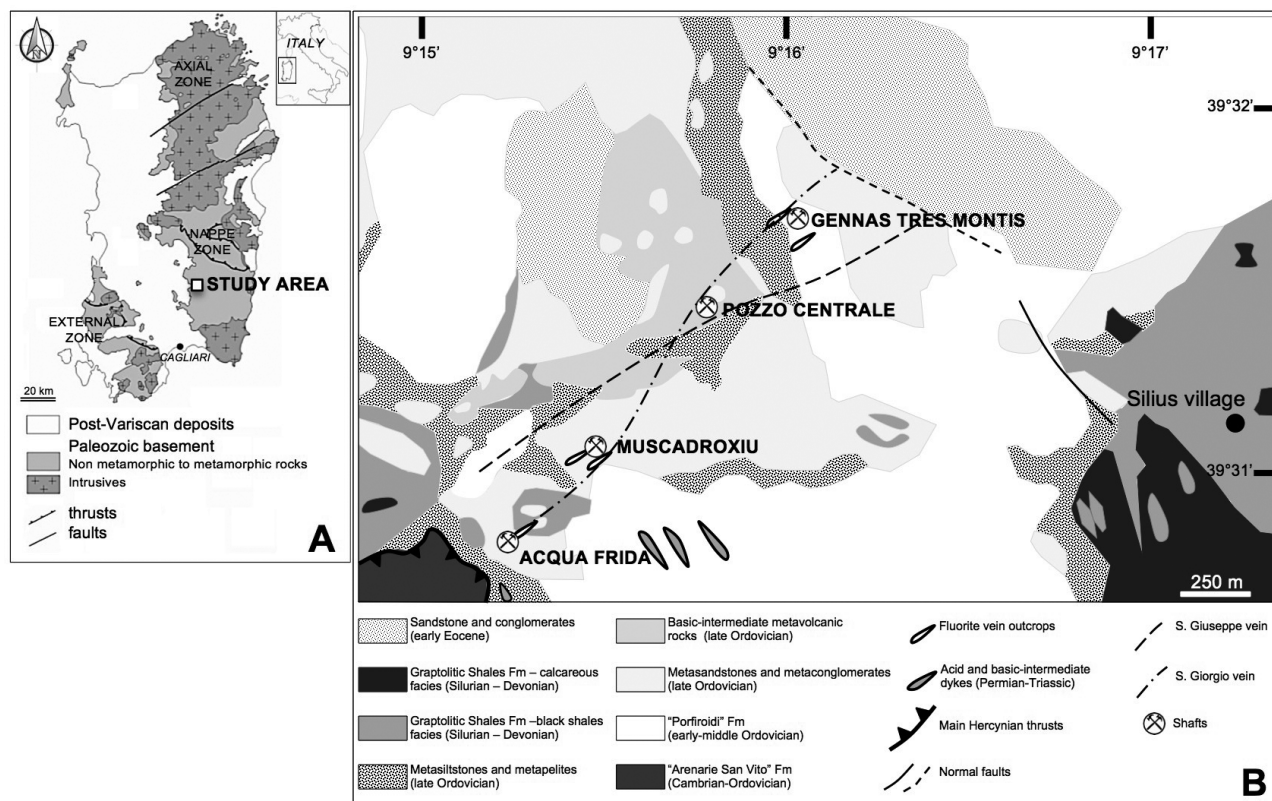 ITALY
N
AXIAL
ZONE
NAPPE
ZONE
STUDY AREA
EXTERNAL
ZONE
CAGLIARI
20 km
Post-Variscan deposits
Paleozoic basement
Non metamorphic to metamorphic rocks
Intrusives
thrusts
faults
A
9°15’
9°16’
9°17’
39°32’
GENNAS TRES MONTIS
POZZO CENTRALE
Silius village
MUSCADROXIU
39°31’
ACQUA FRIDA
250 m
Sandstone and conglomerates
(early Eocene)
Graptolitic Shales Fm – calcareous
facies (Silurian – Devonian)
Graptolitic Shales Fm –black shales
facies (Silurian – Devonian)
Metasiltstones and metapelites
(late Ordovician)
Basic-intermediate metavolcanic
rocks (late Ordovician)
Metasandstones and metaconglomerates
(late Ordovician)
“Porfiroidi” Fm
(early-middle Ordovician)
“Arenarie San Vito” Fm
(Cambrian-Ordovician)
Fluorite vein outcrops
Acid and basic-intermediate
dykes (Permian-Triassic)
Main Hercynian thrusts
Normal faults
S. Giuseppe vein
S. Giorgio vein
Shafts
B